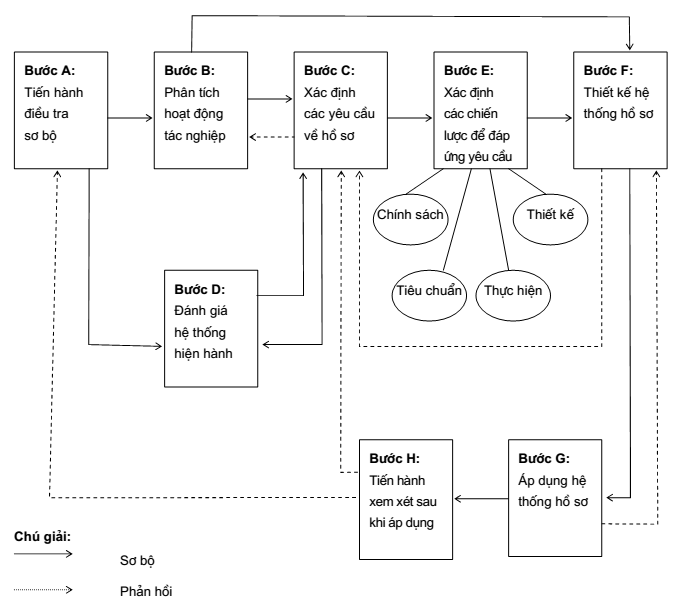 Bước A:
Tiến hành
điều tra
sơ bộ
Bước B:
Phân tích
hoạt động
tác nghiệp
Bước C:
Xác định
các yêu cầu
về hồ sơ
Bước E:
Xác định
các chiến
lược để đáp
ứng yêu cầu
Bước F:
Thiết kế hệ
thống hồ sơ
Chính sách
Thiết kế
Tiêu chuẩn
Thực hiện
Bước D:
Đánh giá
hệ thống
hiện hành
Bước H:
Tiến hành
xem xét sau
khi áp dụng
Bước G:
Áp dụng hệ
thống hồ sơ
Chú giải:
Sơ bộ
Phản hồi